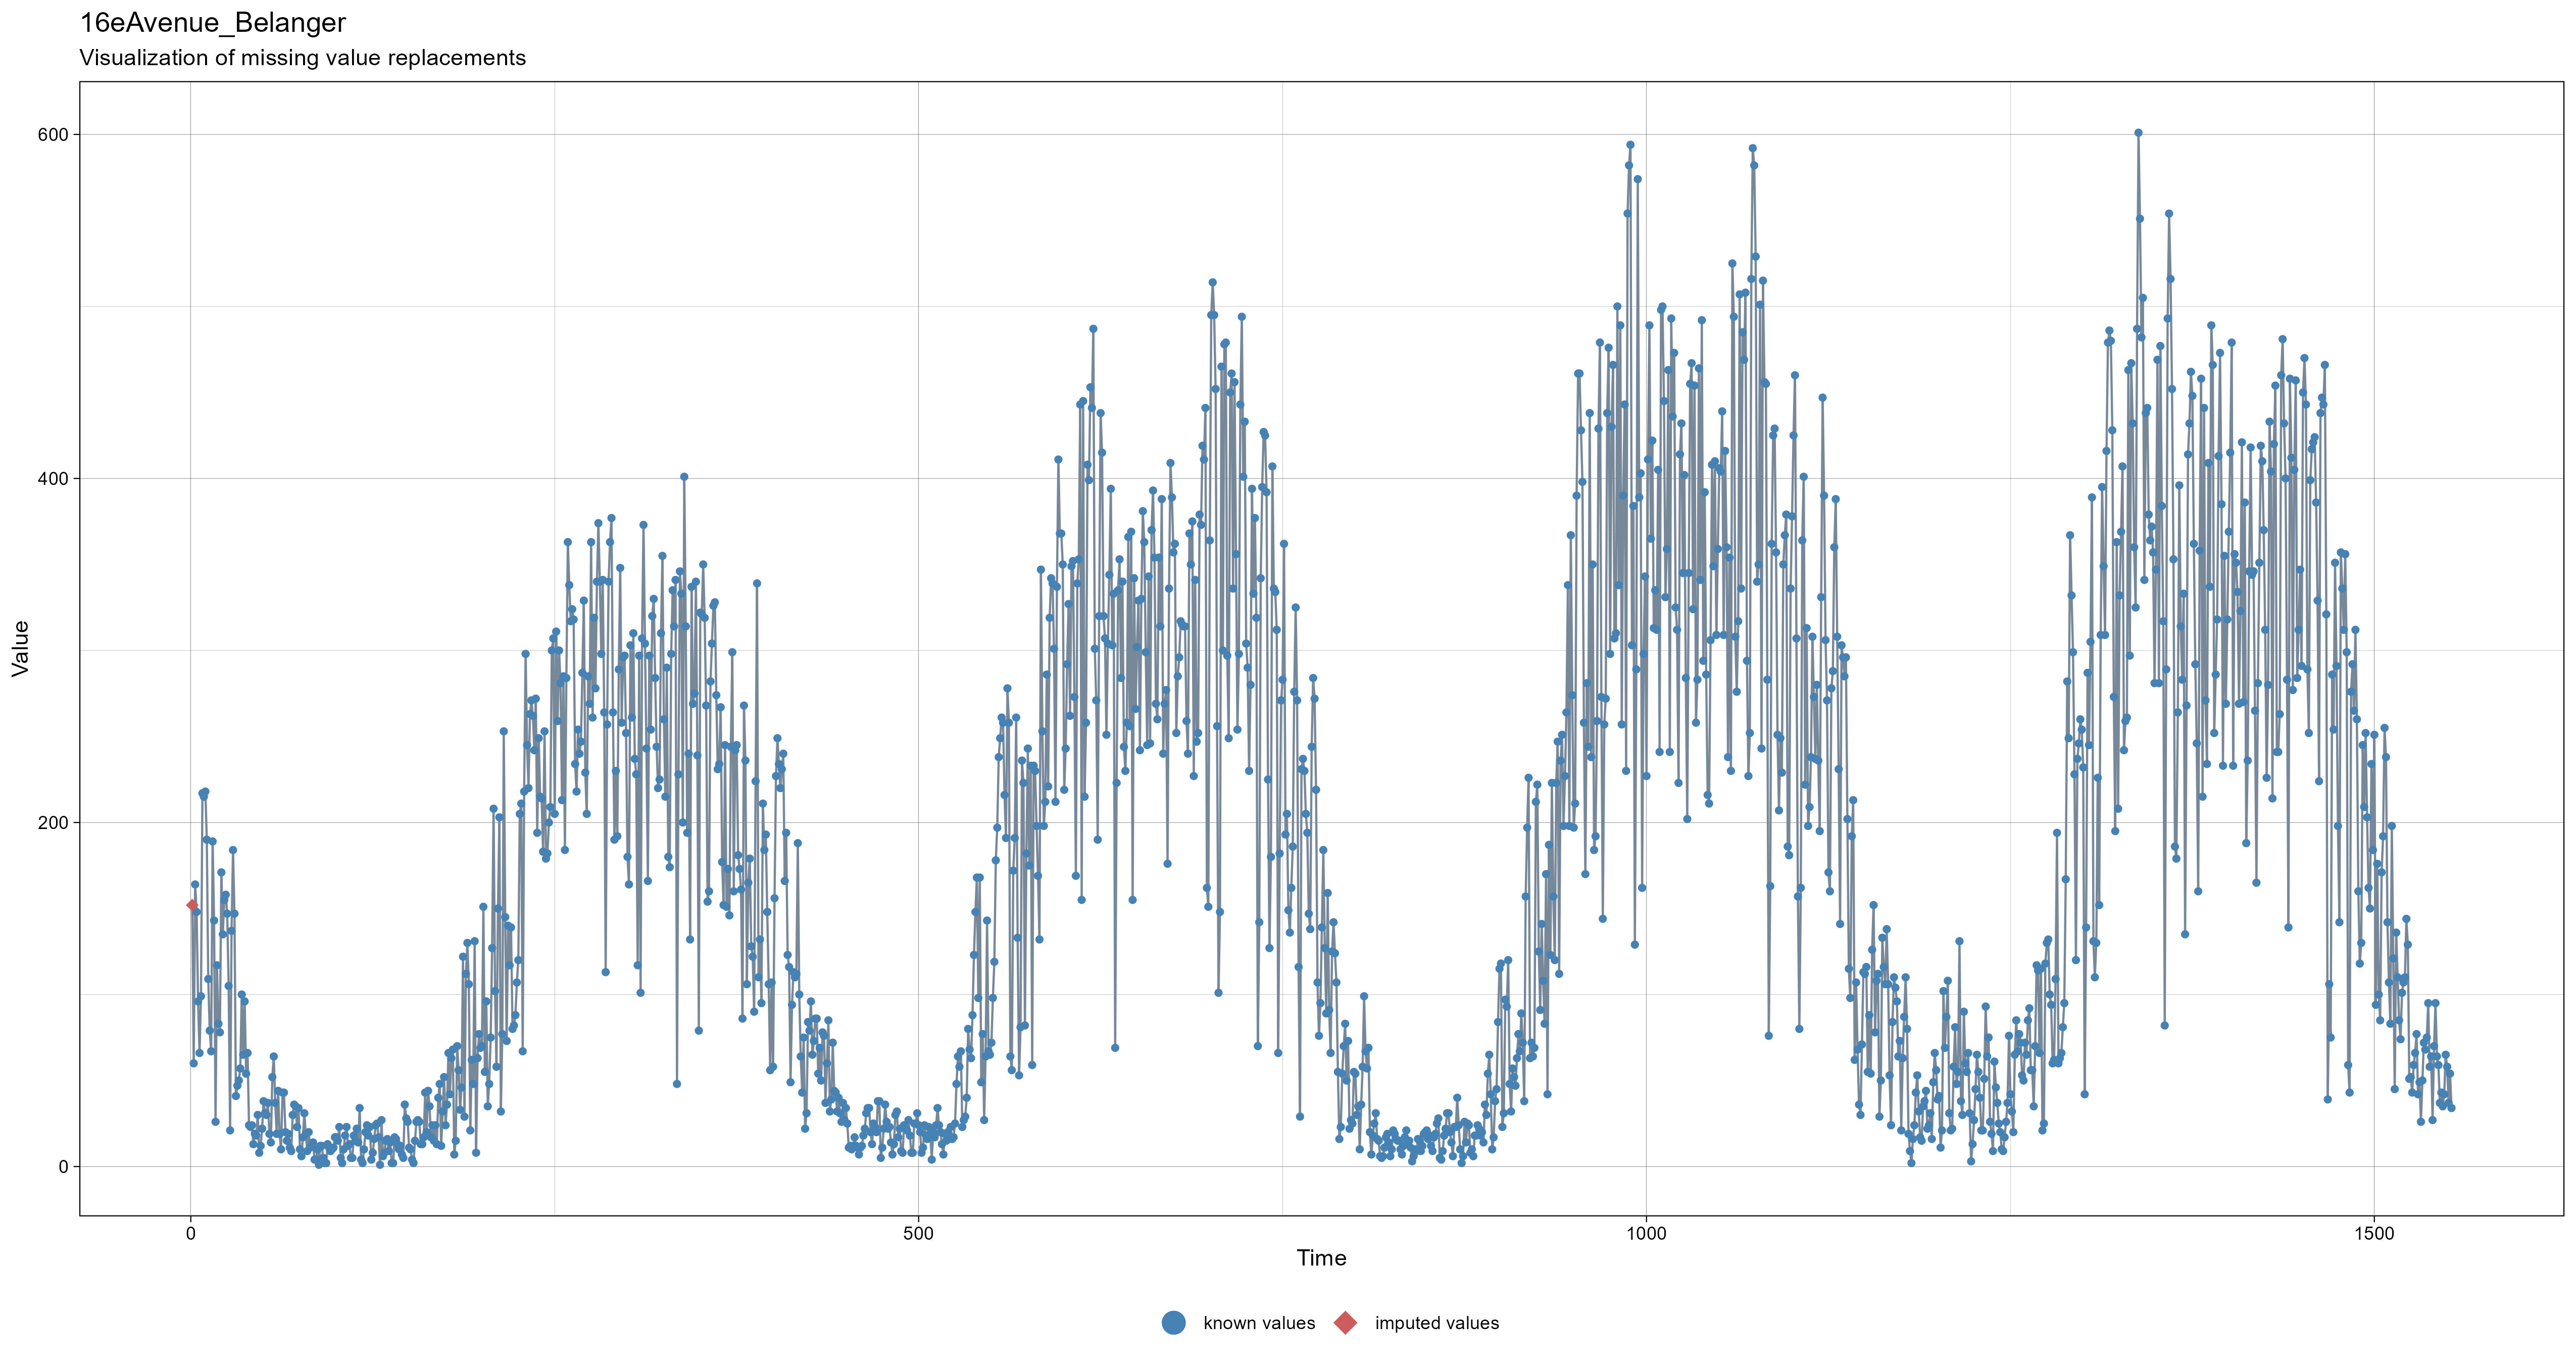 16eAvenue_Belanger
Visualization of missing value replacements
600
400
200
0
Value
0 500 1000 1500
Time
known values imputed values